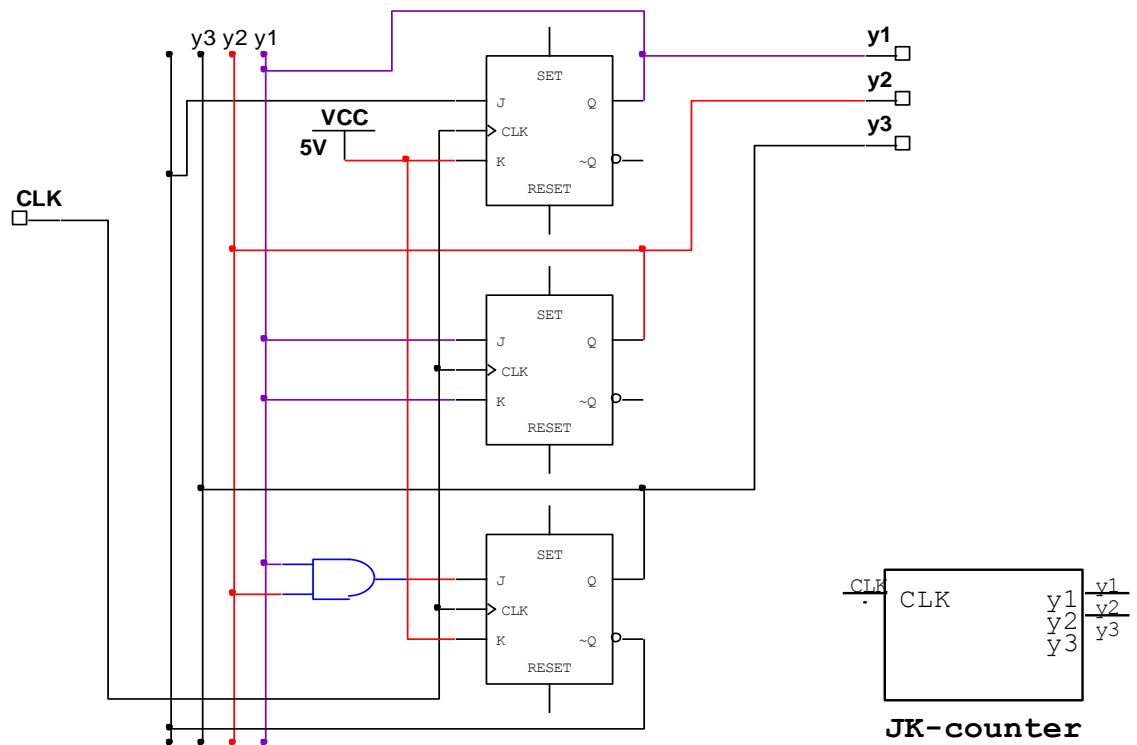 y3 y2 y1
y1
y2
y3
SET
J Q
CLK
K ~Q
RESET
VCC
5V
CLK
SET
J Q
CLK
K ~Q
RESET
SET
J Q
CLK
K ~Q
RESET
CLK CLK y1 y1
y2 y2
y3 y3
JK-counter